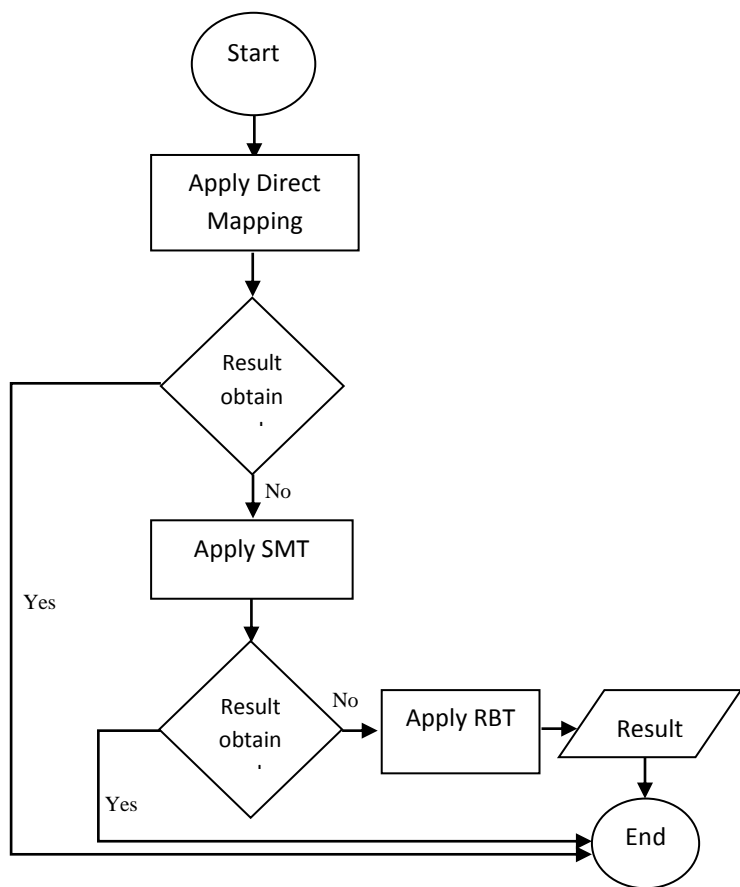 Start
Apply Direct
Mapping
Result
obtain
No
Apply SMT
Yes
Result
obtain
No
Apply RBT
Result
Yes
End